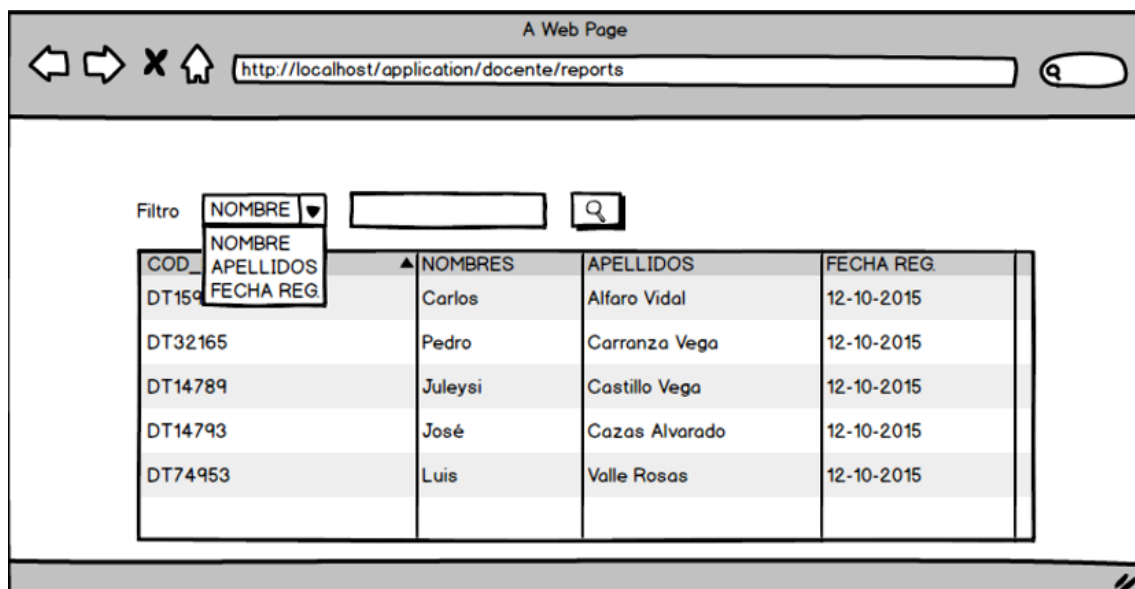 A Web Page
http://localhost/application/docente/reports
Filtro NOMBRE
NOMBRE
APELLIDOS
FECHA REG.
COD_ NOMBRES APELLIDOS FECHA REG.
DT159 Carlos Alfaro Vidal 12-10-2015
DT32165 Pedro Carranza Vega 12-10-2015
DT14789 Juleysi Castillo Vega 12-10-2015
DT14793 José Cazas Alvarado 12-10-2015
DT74953 Luis Valle Rosas 12-10-2015